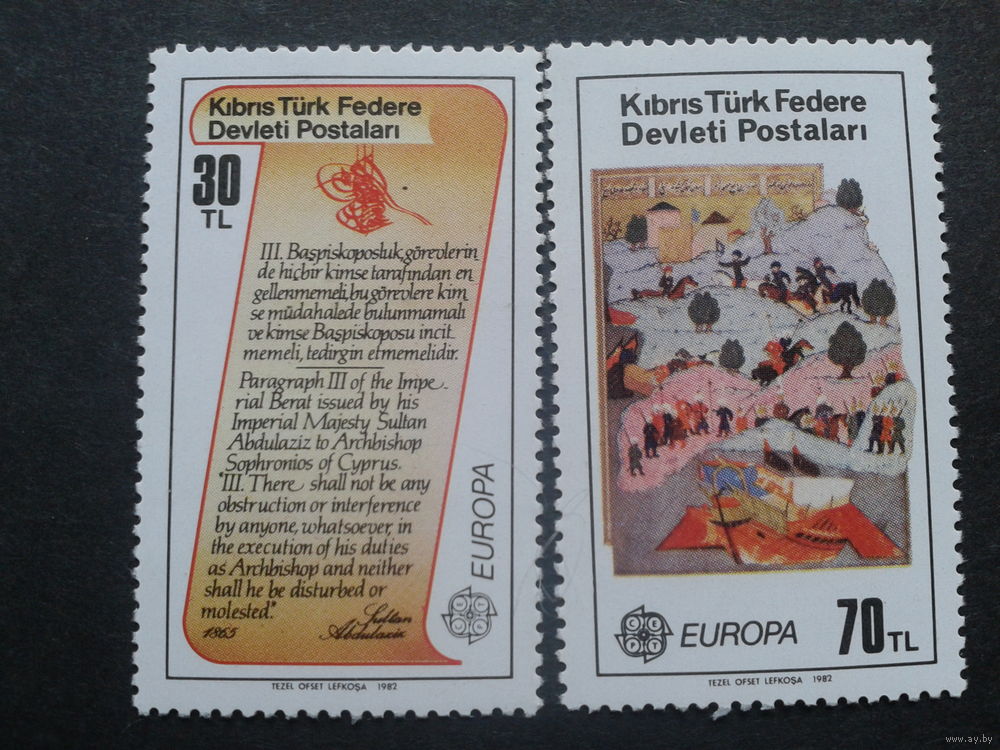 Kıbrıs Türk Federe
Devleti Postaları
30
TL
III. Başpiskoposluk, görevlerin
de hiçbir kimse tarafından en
gellenmemeli, bu görevlere kim
se müdahalede bulunmamalı
ve kimse Başpiskoposu incit
memeli, tedirgin etmemelidir.
Paragraph III of the Impe_
rial Berat issued by his
Imperial Majesty Sultan
Abdulaziz to Archbishop
Sophronios of Cyprus.
"III. There shall not be any
obstruction or interference
by anyone, whatsoever, in
the execution of his duties
as Archbishop and neither
shall he be disturbed or
molested."
1865
Sultan
Abdulaziz
EUROPA
CEPT
TEZEL OFSET LEFKOŞA 1982
Kıbrıs Türk Federe
Devleti Postaları
CEPT
EUROPA
70 TL
TEZEL OFSET LEFKOŞA 1982
www.ay.by